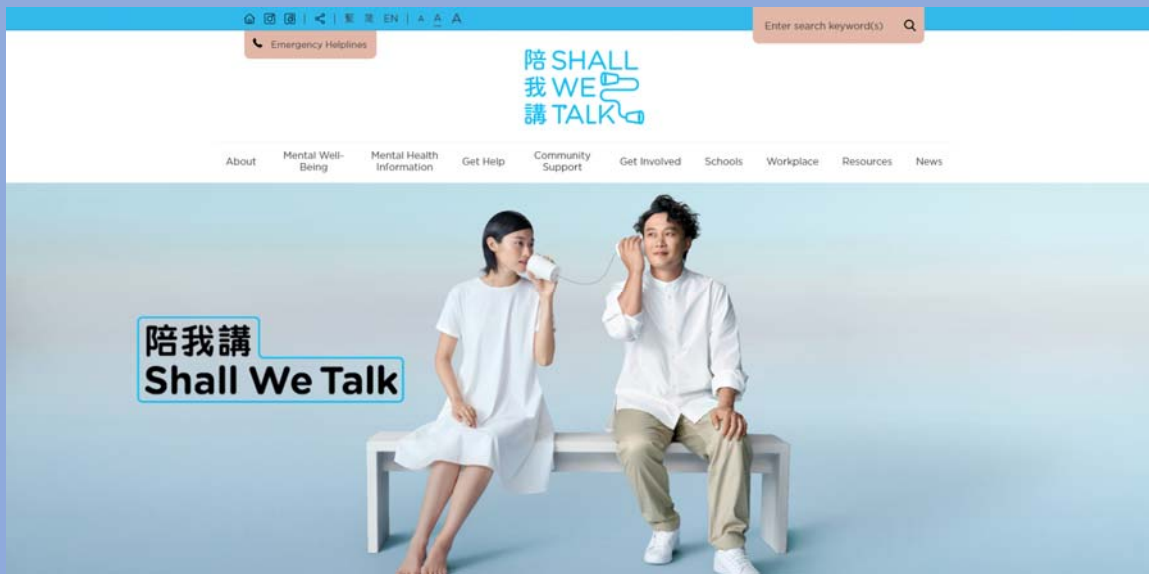 繁 簡 EN A A A
Enter search keyword(s)
Emergency Helplines
陪 SHALL
我 WE
講 TALK
About
Mental Well-
Being
Mental Health
Information
Get Help
Community
Support
Get Involved
Schools
Workplace
Resources
News
陪我講
Shall We Talk